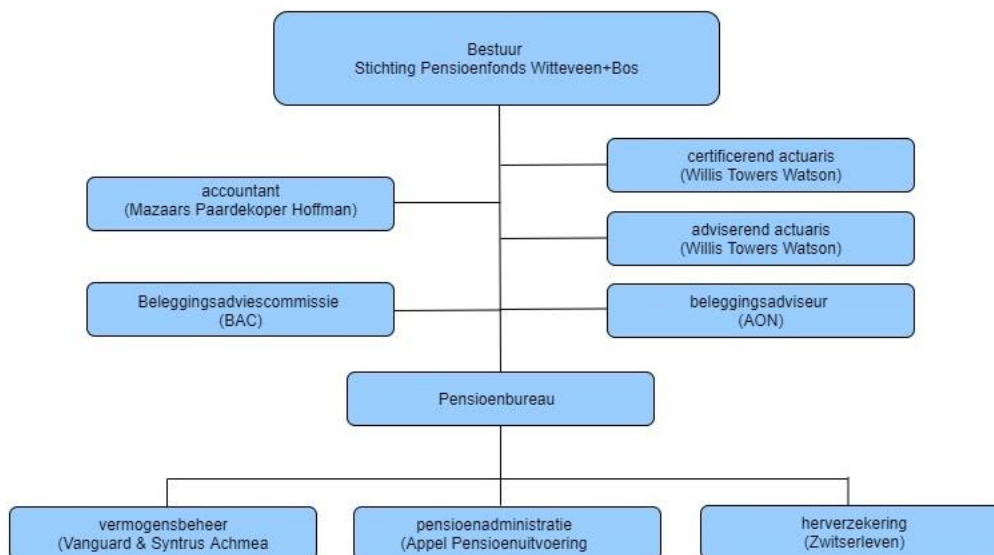 Bestuur
Stichting Pensioenfonds Witteveen+Bos
certificerend actuaris
(Willis Towers Watson)
accountant
(Mazaars Paardekoper Hoffman)
adviserend actuaris
(Willis Towers Watson)
Beleggingsadviescommissie
(BAC)
beleggingsadviseur
(AON)
Pensioenbureau
vermogensbeheer
(Vanguard & Syntrus Achmea
pensioenadministratie
(Appel Pensioenuitvoering
herverzekering
(Zwitserleven)